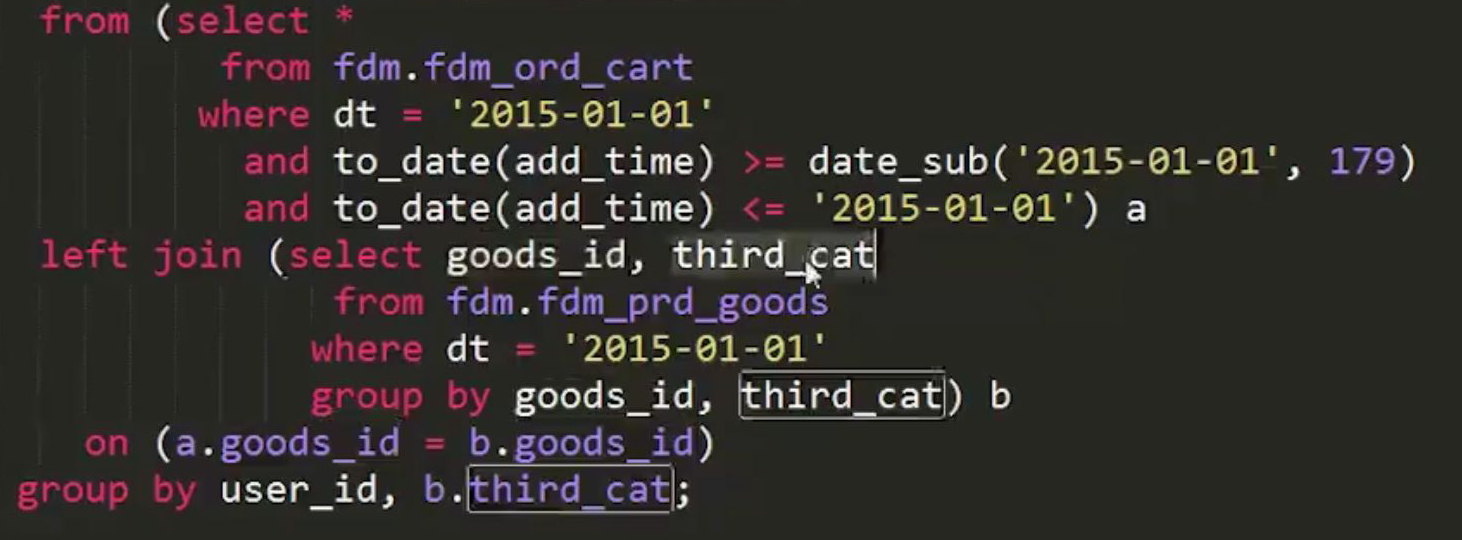 from (select *
from fdm.fdm_ord_cart
where dt = '2015-01-01'
and to_date(add_time) >= date_sub('2015-01-01', 179)
and to_date(add_time) <= '2015-01-01') a
left join (select goods_id, third_cat
from fdm.fdm_prd_goods
where dt = '2015-01-01'
group by goods_id, third_cat) b
on (a.goods_id = b.goods_id)
group by user_id, b.third_cat;